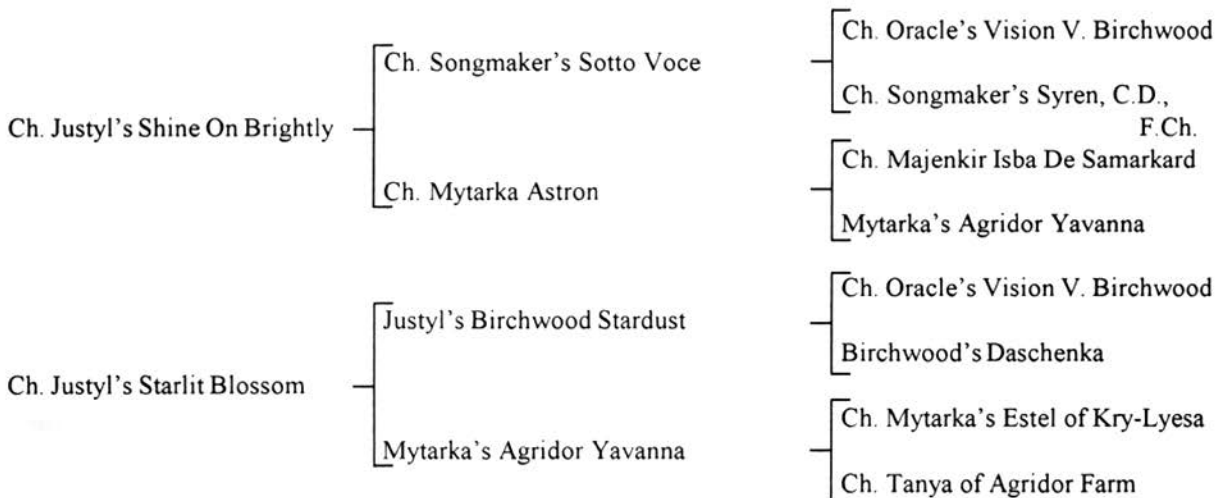 Ch. Oracle's Vision V. Birchwood
Ch. Songmaker's Sotto Voce
Ch. Songmaker's Syren, C.D.,
F.Ch.
Ch. Justyl's Shine On Brightly
Ch. Majenkir Isba De Samarkard
Ch. Mytarka Astron
Mytarka's Agridor Yavanna
Ch. Oracle's Vision V. Birchwood
Justyl's Birchwood Stardust
Birchwood's Daschenka
Ch. Justyl's Starlit Blossom
Ch. Mytarka's Estel of Kry-Lyesa
Mytarka's Agridor Yavanna
Ch. Tanya of Agridor Farm